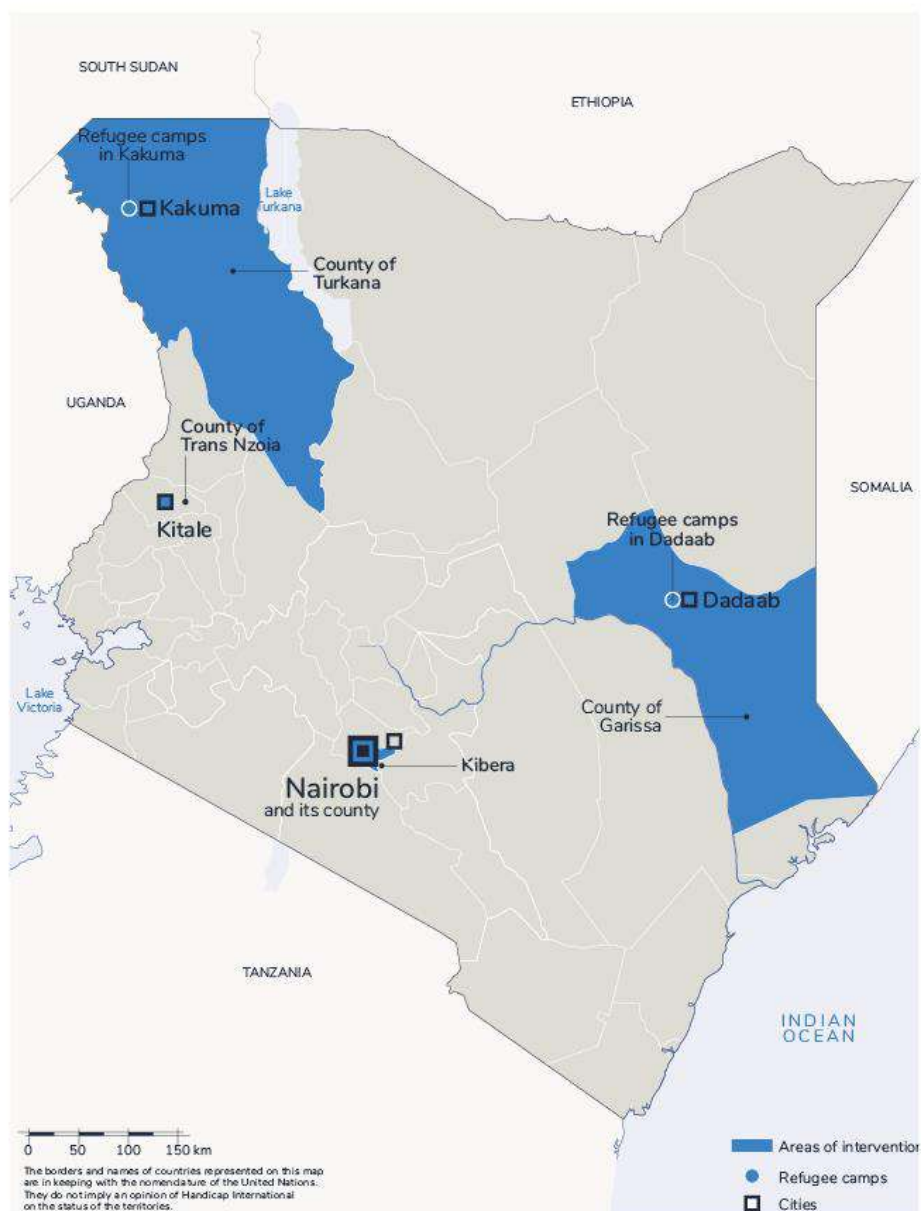 SOUTH SUDAN
ETHIOPIA
Refugee camps
in Kakuma
Lake
Turkana
Kakuma
County of
Turkana
UGANDA
County of
Trans Nzoia
SOMALIA
Kitale
Refugee camps
in Dadaab
Dadaab
Lake
Victoria
County of
Garissa
Kibera
Nairobi
and its county
TANZANIA
INDIAN
OCEAN
0 50 100 150 km
The borders and names of countries represented on this map
are in keeping with the nomenclature of the United Nations.
They do not imply an opinion of Handicap International
on the status of the territories.
Areas of intervention
Refugee camps
Cities